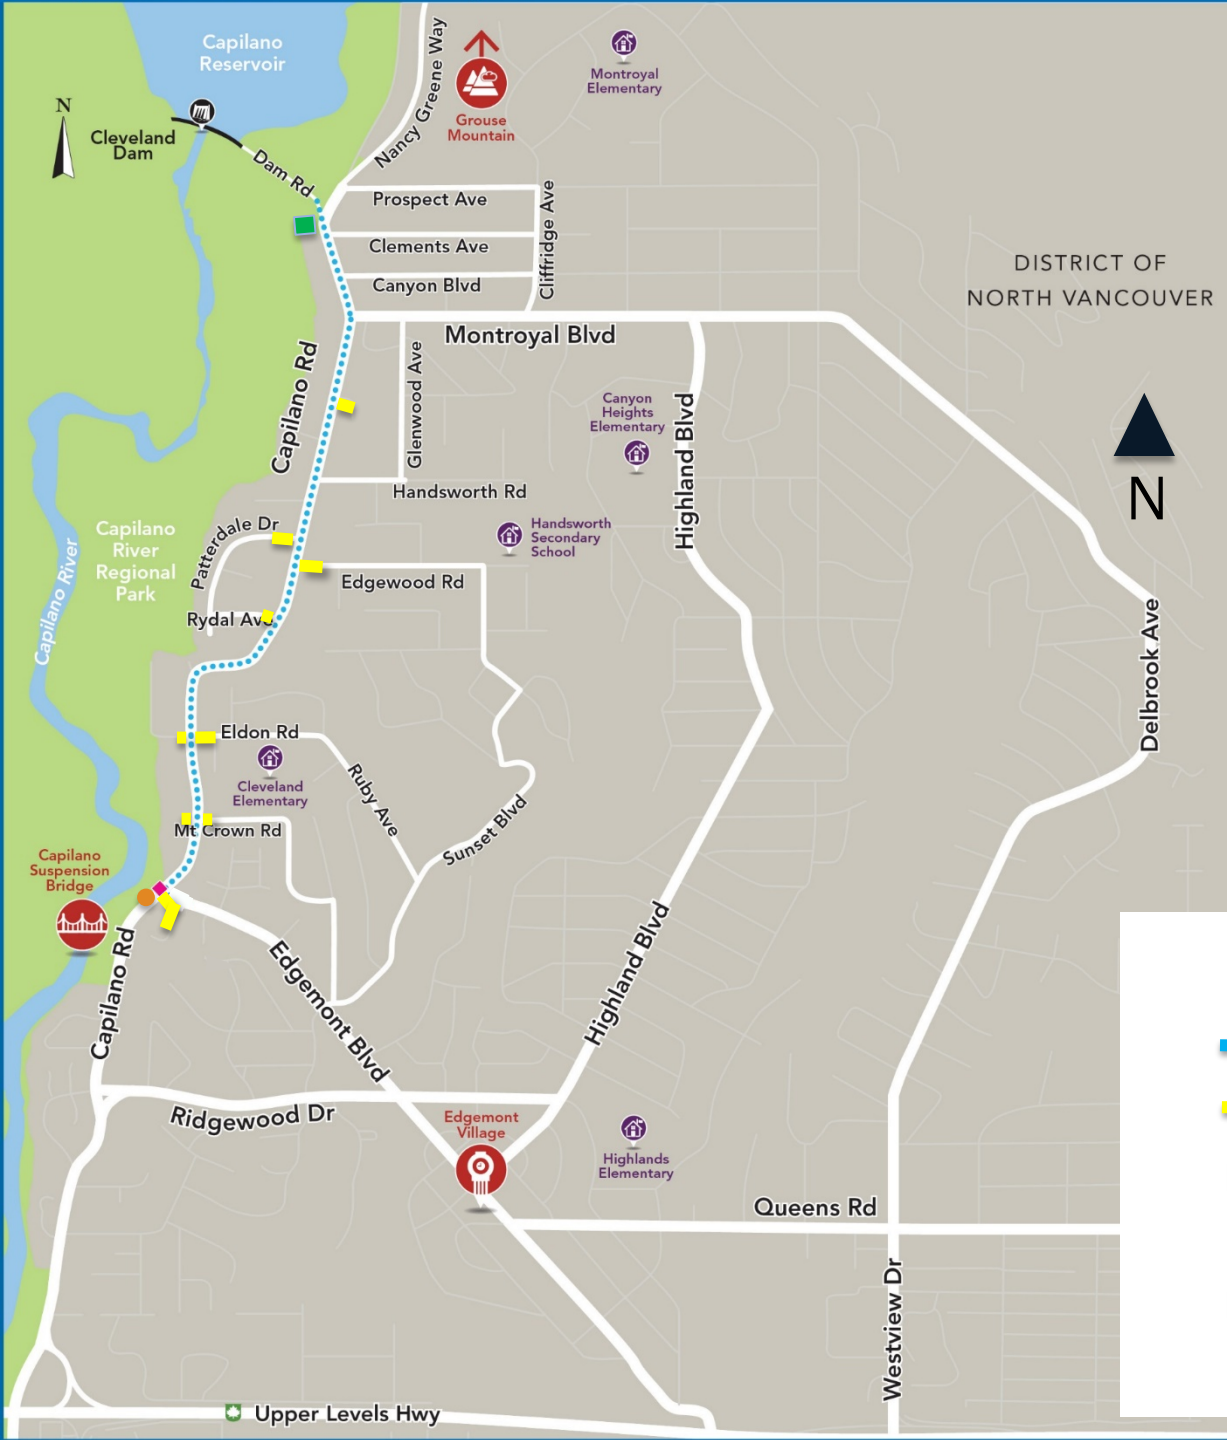 Capilano
Reservoir
N
Cleveland
Dam
Dam Rd
Nancy Greene Way
Grouse
Mountain
Montroyal
Elementary
Prospect Ave
Clements Ave
Canyon Blvd
Cliffridge Ave
DISTRICT OF
NORTH VANCOUVER
Montroyal Blvd
Capilano Rd
Glenwood Ave
Canyon
Heights
Elementary
Highland Blvd
N
Handsworth Rd
Handsworth
Secondary
School
Patterdale Dr
Capilano
River
Regional
Park
Capilano River
Edgewood Rd
Rydal Ave
Delbrook Ave
Eldon Rd
Cleveland
Elementary
Ruby Ave
Sunset Blvd
Mt Crown Rd
Capilano
Suspension
Bridge
Capilano Rd
Edgemont Blvd
Highland Blvd
Ridgewood Dr
Edgemont
Village
Highlands
Elementary
Queens Rd
Westview Dr
Upper Levels Hwy